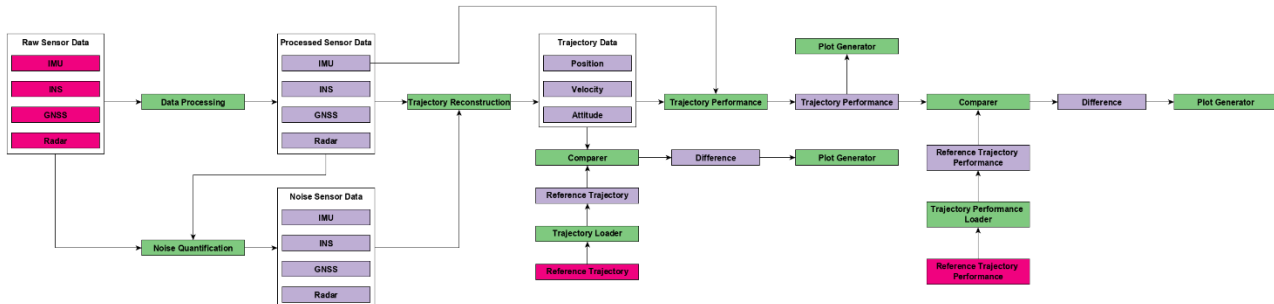 Raw Sensor Data
IMU
INS
GNSS
Radar
Data Processing
Noise Quantification
Processed Sensor Data
IMU
INS
GNSS
Radar
Noise Sensor Data
IMU
INS
GNSS
Radar
Trajectory Reconstruction
Trajectory Data
Position
Velocity
Attitude
Comparer
Difference
Plot Generator
Reference Trajectory
Trajectory Loader
Reference Trajectory
Trajectory Performance
Trajectory Performance
Plot Generator
Comparer
Difference
Plot Generator
Reference Trajectory
Performance
Trajectory Performance
Loader
Reference Trajectory
Performance